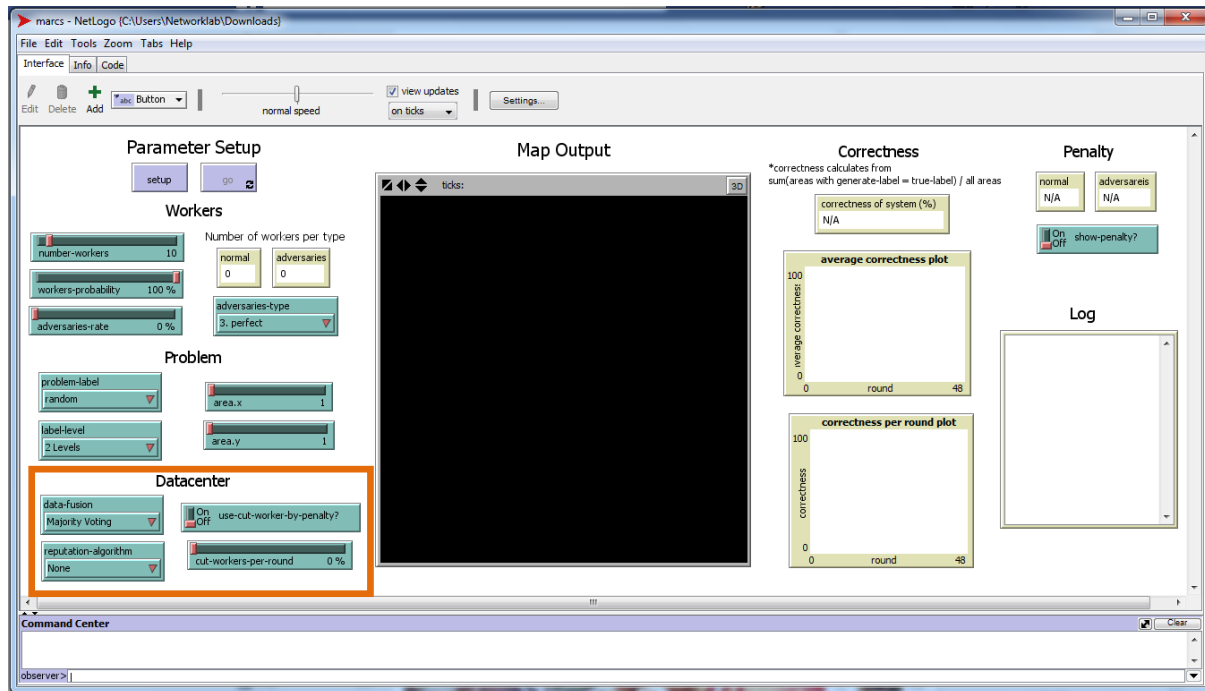 marcs - NetLogo {C:\Users\Networklab\Downloads}
File Edit Tools Zoom Tabs Help
Interface Info Code
Edit Delete Add
abc Button
normal speed
view updates
on ticks
Settings...
Parameter Setup
setup
go
Workers
number-workers 10
workers-probability 100 %
adversaries-rate 0 %
Number of workers per type
normal
0
adversaries
0
adversaries-type
3. perfect
Problem
problem-label
random
label-level
2 Levels
area.x 1
area.y 1
Datacenter
data-fusion
Majority Voting
reputation-algorithm
None
On
Off
use-cut-worker-by-penalty?
cut-workers-per-round 0 %
Map Output
ticks:
3D
Correctness
*correctness calculates from
sum(areas with generate-label = true-label) / all areas
correctness of system (%)
N/A
average correctness plot
100
average correctness
0
0 round 48
correctness per round plot
100
correctness
0
0 round 48
Penalty
normal
N/A
adversareis
N/A
On
Off
show-penalty?
Log
Command Center
Clear
observer>